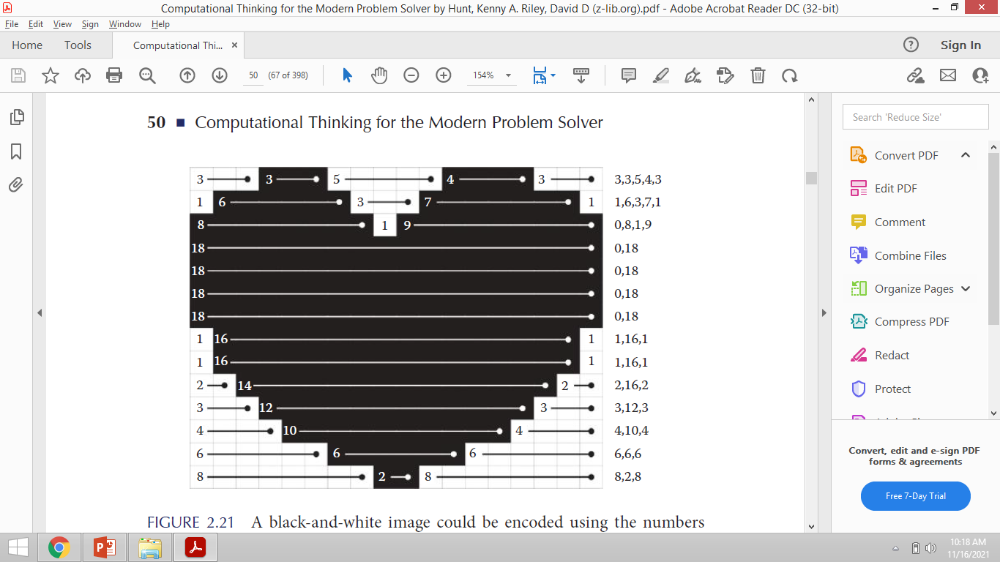 Computational Thinking for the Modern Problem Solver by Hunt, Kenny A. Riley, David D (z-lib.org).pdf - Adobe Acrobat Reader DC (32-bit)
File Edit View Sign Window Help
Home Tools Computational Thi... × ? Sign In
50 (67 of 398) 154%
50 ■ Computational Thinking for the Modern Problem Solver
3 3 5 4 3 3,3,5,4,3
1 6 3 7 1 1,6,3,7,1
8 1 9 0,8,1,9
18 0,18
18 0,18
18 0,18
18 0,18
1 16 1 1,16,1
1 16 1 1,16,1
2 14 2 2,16,2
3 12 3 3,12,3
4 10 4 4,10,4
6 6 6 6,6,6
8 2 8 8,2,8
FIGURE 2.21 A black-and-white image could be encoded using the numbers
Search 'Reduce Size'
Convert PDF
Edit PDF
Comment
Combine Files
Organize Pages
Compress PDF
Redact
Protect
Convert, edit and e-sign PDF
forms & agreements
Free 7-Day Trial
10:18 AM
11/16/2021